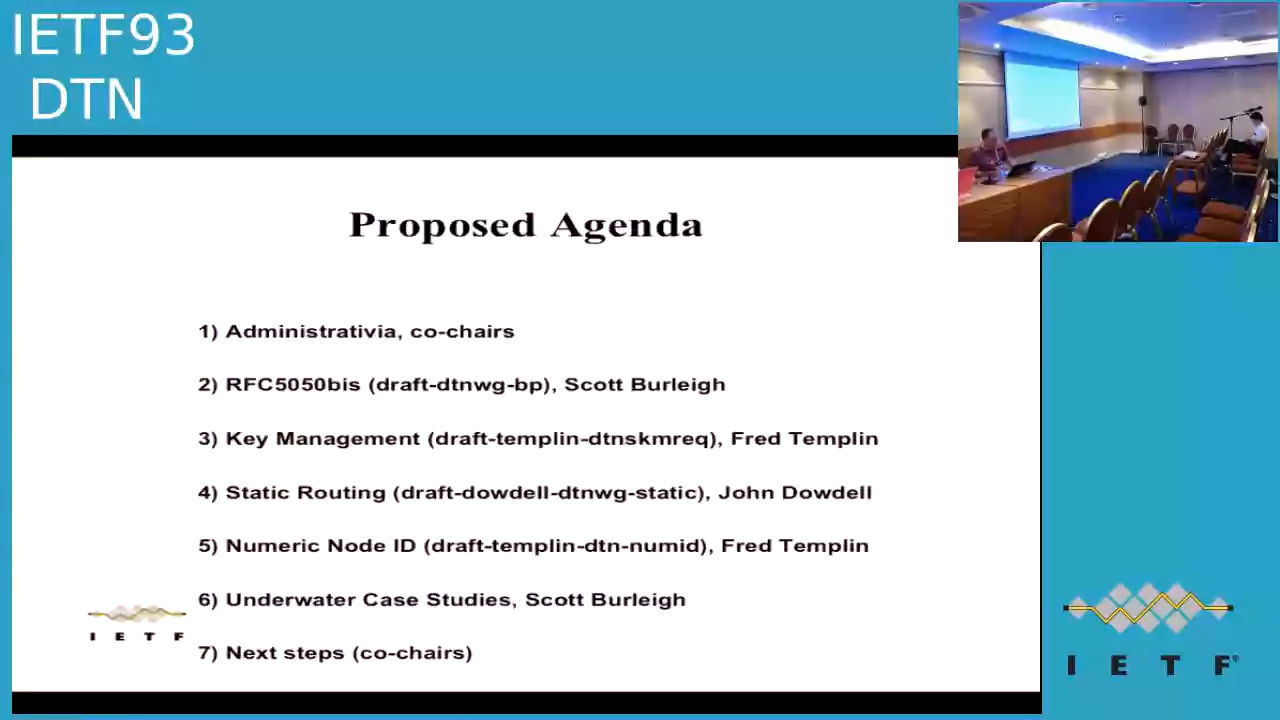 IETF93
DTN
Proposed Agenda
1) Administrativia, co-chairs
2) RFC5050bis (draft-dtnwg-bp), Scott Burleigh
3) Key Management (draft-templin-dtnskmreq), Fred Templin
4) Static Routing (draft-dowdell-dtnwg-static), John Dowdell
5) Numeric Node ID (draft-templin-dtn-numid), Fred Templin
6) Underwater Case Studies, Scott Burleigh
I E T F
7) Next steps (co-chairs)
I E T F®